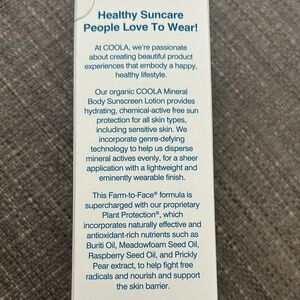 Healthy Suncare
People Love To Wear!
At COOLA, we're passionate
about creating beautiful product
experiences that embody a happy,
healthy lifestyle.
Our organic COOLA Mineral
Body Sunscreen Lotion provides
hydrating, chemical-active free sun
protection for all skin types,
including sensitive skin. We
incorporate genre-defying
technology to help us disperse
mineral actives evenly, for a sheer
application with a lightweight and
eminently wearable finish.
This Farm-to-Face® formula is
supercharged with our proprietary
Plant Protection®, which
incorporates naturally effective and
antioxidant-rich nutrients such as
Buriti Oil, Meadowfoam Seed Oil,
Raspberry Seed Oil, and Prickly
Pear extract, to help fight free
radicals and nourish and support
the skin barrier.